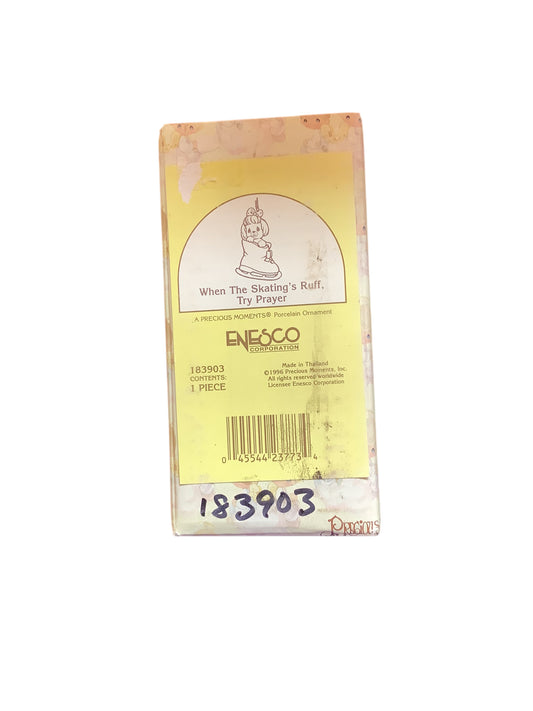 When The Skating's Ruff,
Try Prayer
A PRECIOUS MOMENTS® Porcelain Ornament
ENESCO
CORPORATION
183903
CONTENTS:
1 PIECE
Made in Thailand
©1996 Precious Moments, Inc.
All rights reserved worldwide
Licensee Enesco Corporation
0 45544 23773 4
183903
PRECIOUS